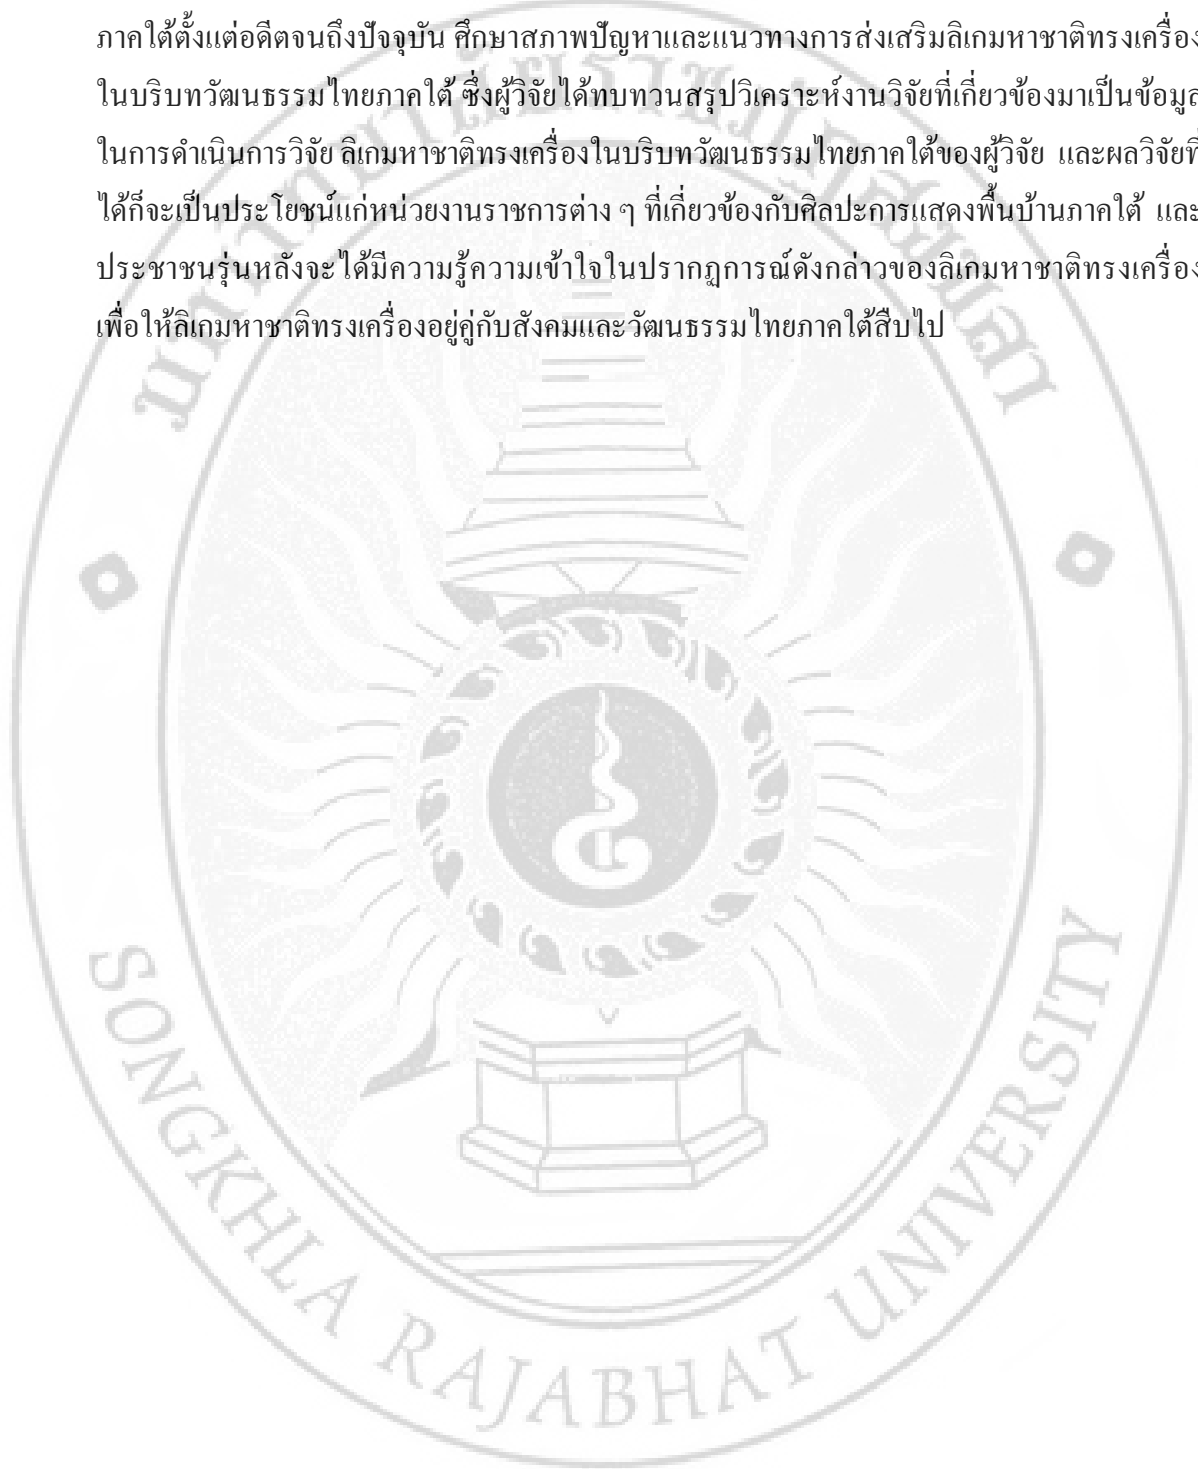 ภาคใต้ตั้งแต่อดีตจนถึงปัจจุบัน ศึกษาสภาพปัญหาและแนวทางการส่งเสริมลิเกมหาชาติทรงเครื่อง
ในบริบทวัฒนธรรมไทยภาคใต้ ซึ่งผู้วิจัยได้ทบทวนสรุปวิเคราะห์งานวิจัยที่เกี่ยวข้องมาเป็นข้อมูล
ในการดำเนินการวิจัย ลิเกมหาชาติทรงเครื่องในบริบทวัฒนธรรมไทยภาคใต้ของผู้วิจัย และผลวิจัยที่
ได้ก็จะเป็นประโยชน์แก่หน่วยงานราชการต่าง ๆ ที่เกี่ยวข้องกับศิลปะการแสดงพื้นบ้านภาคใต้ และ
ประชาชนรุ่นหลังจะได้มีความรู้ความเข้าใจในปรากฏการณ์ดังกล่าวของลิเกมหาชาติทรงเครื่อง
เพื่อให้ลิเกมหาชาติทรงเครื่องอยู่คู่กับสังคมและวัฒนธรรมไทยภาคใต้สืบไป
มหาวิทยาลัยราชภัฏสงขลา
SONGKHLA RAJABHAT UNIVERSITY